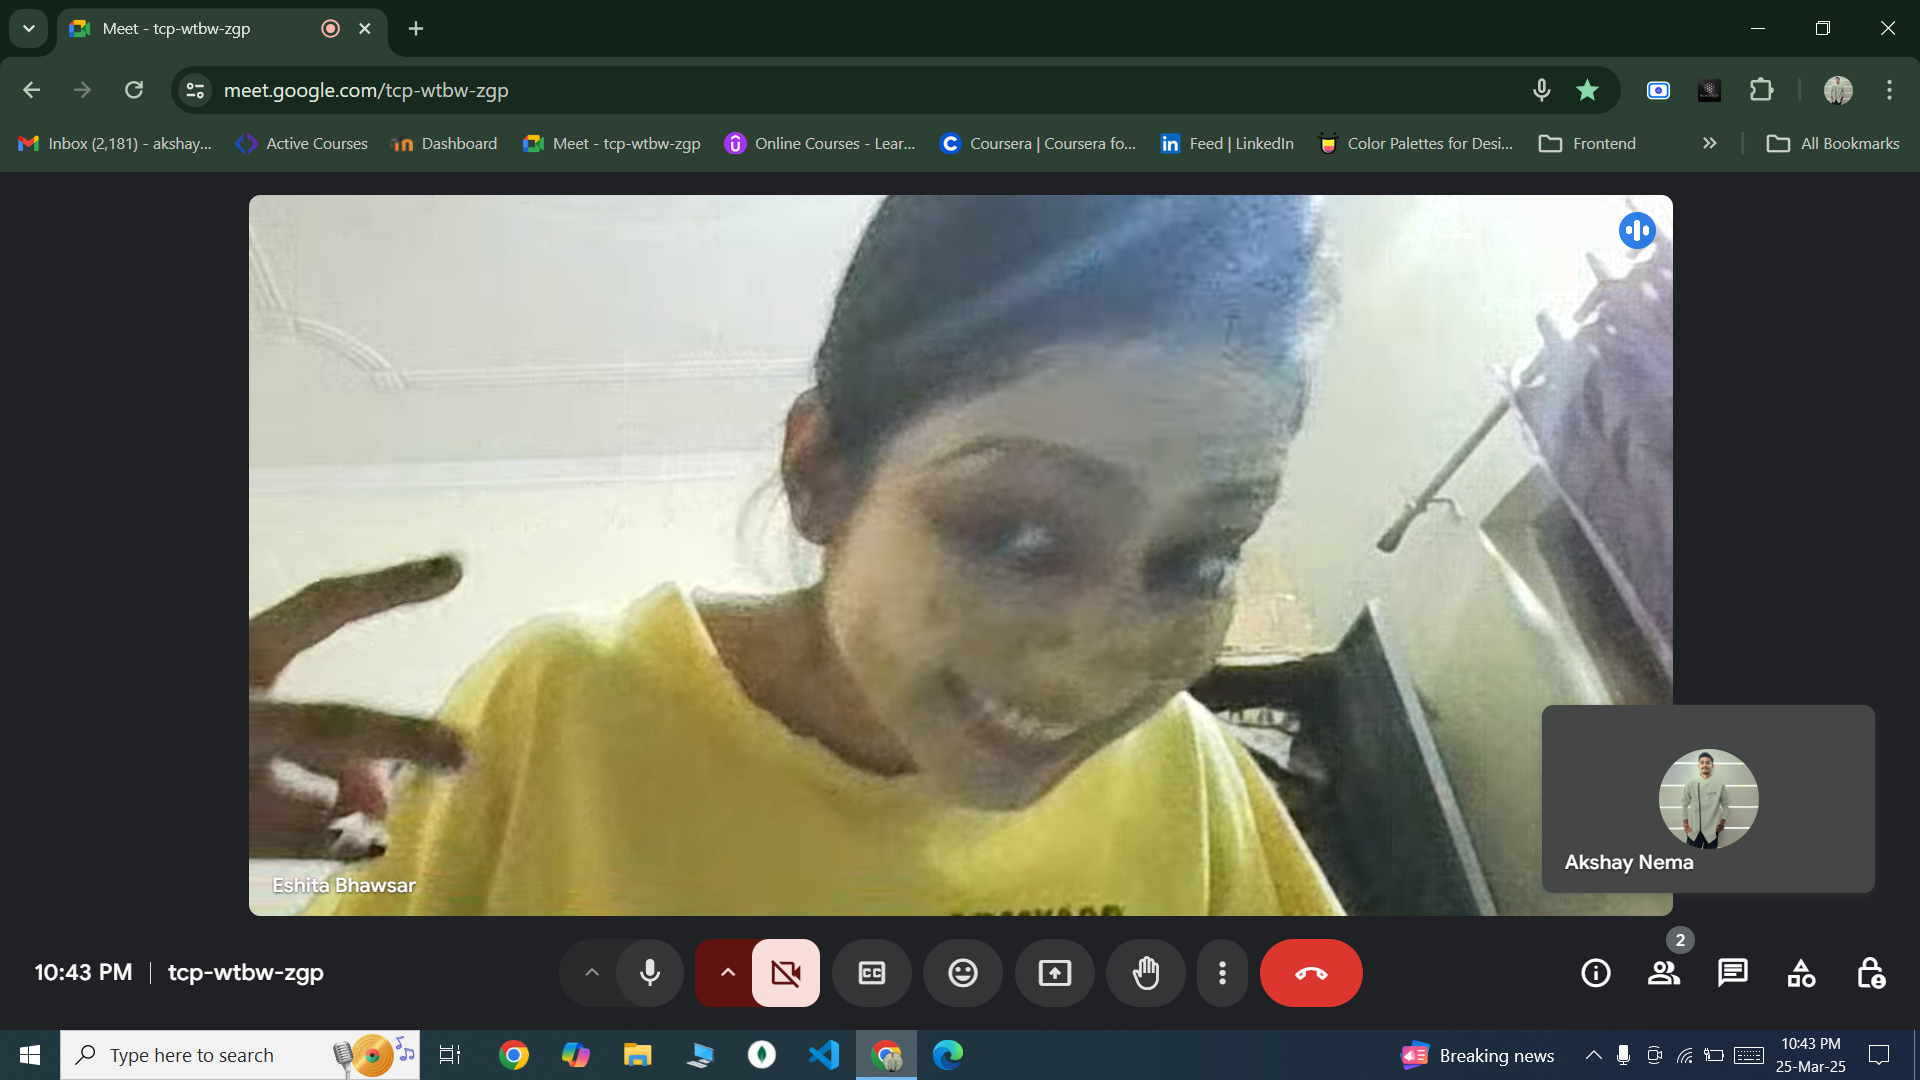 Meet - tcp-wtbw-zgp
meet.google.com/tcp-wtbw-zgp
Inbox (2,181) - akshay...
Active Courses
Dashboard
Meet - tcp-wtbw-zgp
Online Courses - Lear...
Coursera | Coursera fo...
Feed | LinkedIn
Color Palettes for Desi...
Frontend
All Bookmarks
Eshita Bhawsar
Akshay Nema
10:43 PM
tcp-wtbw-zgp
CC
2
Type here to search
Breaking news
10:43 PM
25-Mar-25